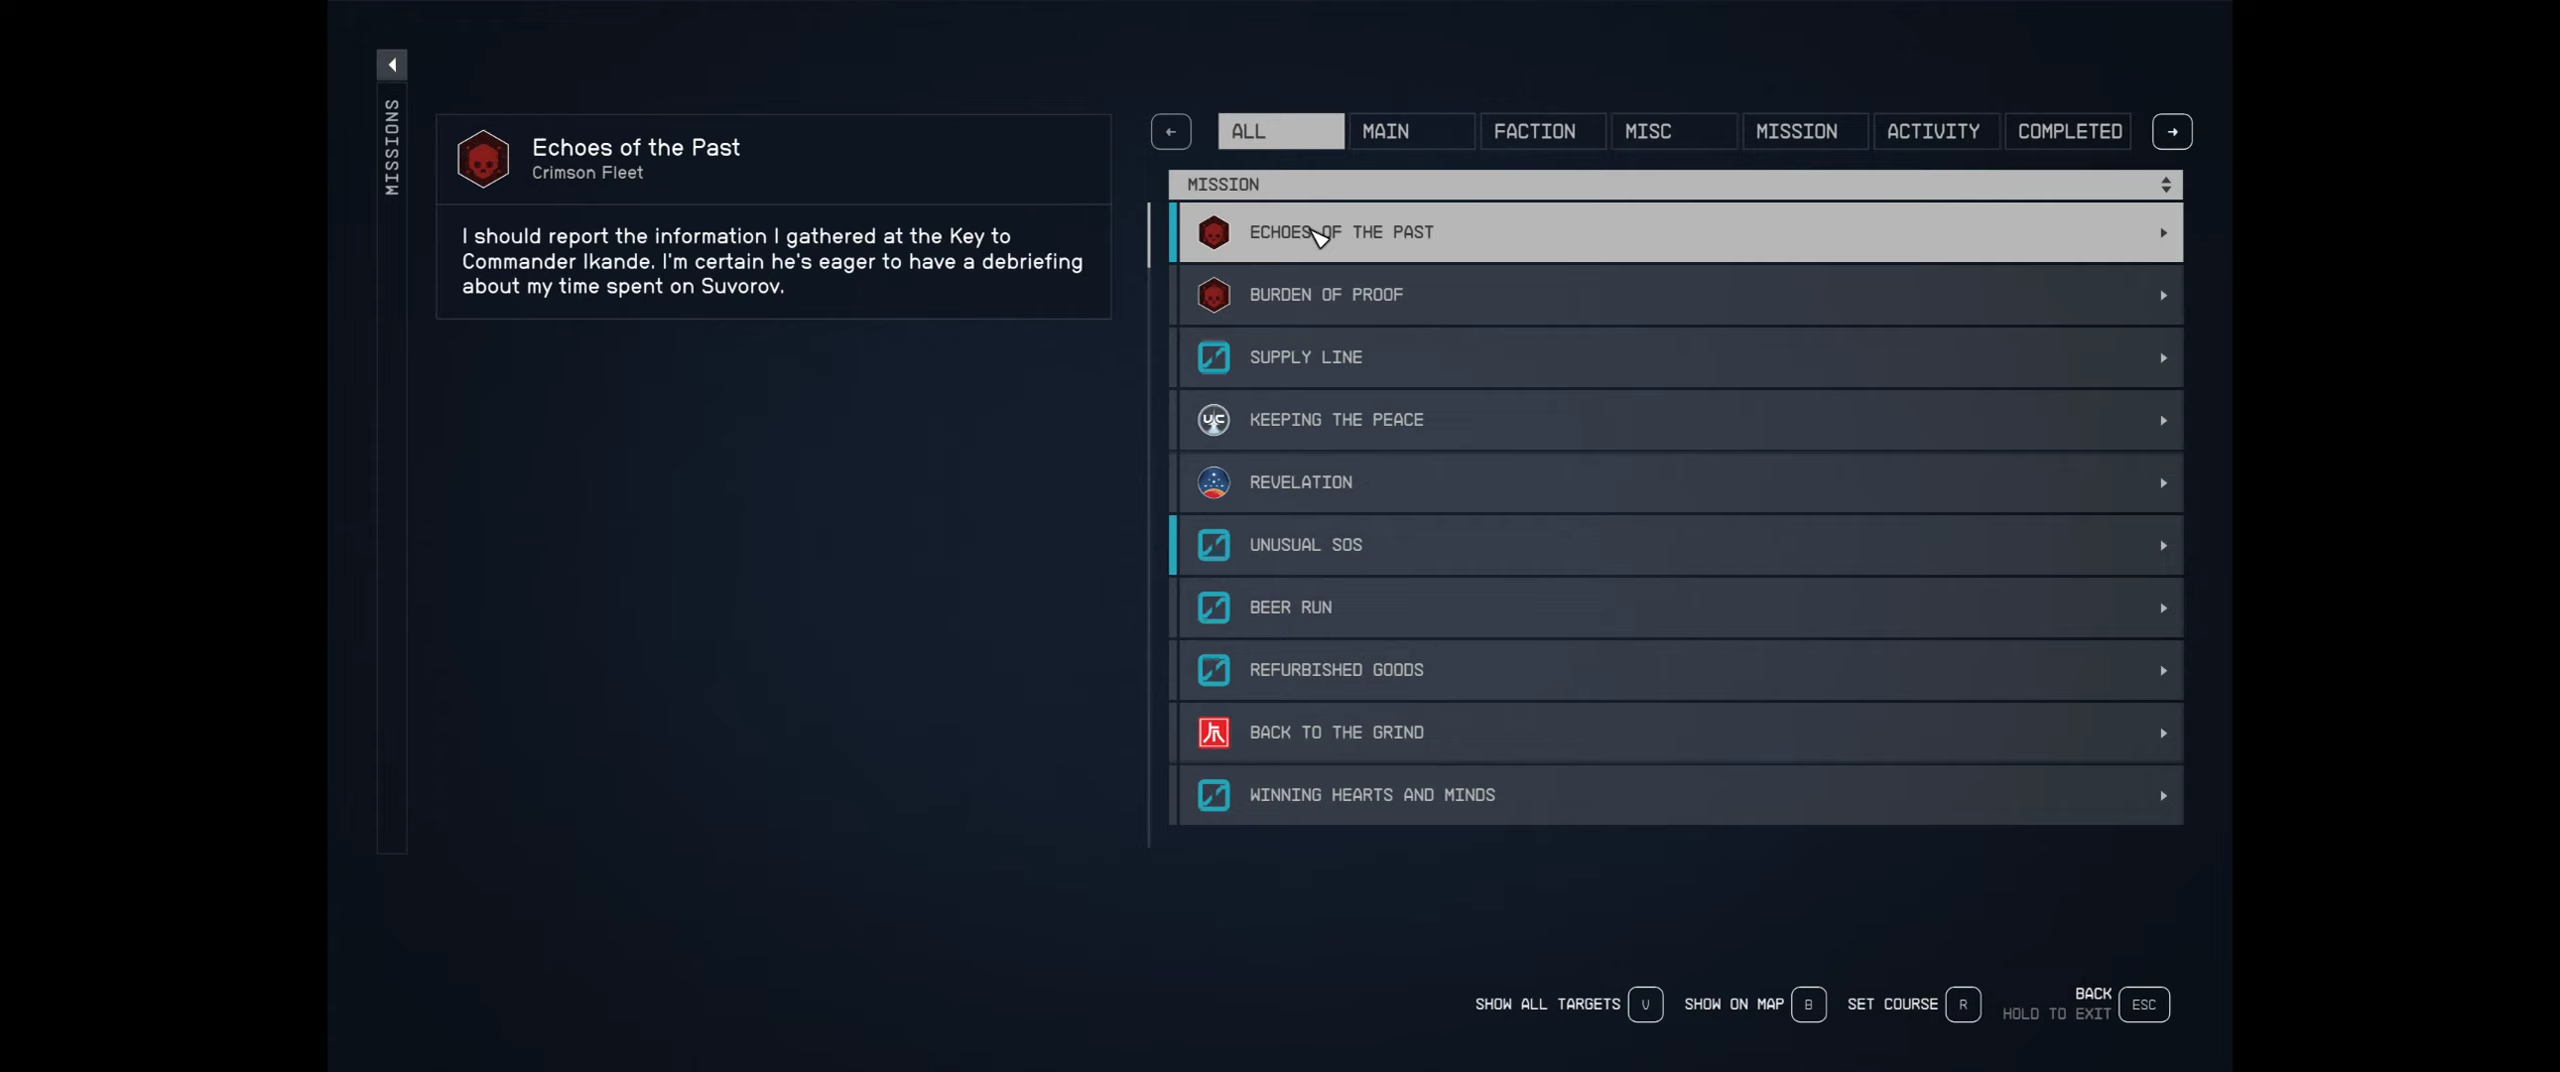 MISSIONS
Echoes of the Past
Crimson Fleet
I should report the information I gathered at the Key to
Commander Ikande. I'm certain he's eager to have a debriefing
about my time spent on Suvorov.
ALL MAIN FACTION MISC MISSION ACTIVITY COMPLETED
MISSION
ECHOES OF THE PAST
BURDEN OF PROOF
SUPPLY LINE
UC KEEPING THE PEACE
REVELATION
UNUSUAL SOS
BEER RUN
REFURBISHED GOODS
BACK TO THE GRIND
WINNING HEARTS AND MINDS
SHOW ALL TARGETS V SHOW ON MAP B SET COURSE R BACK ESC
HOLD TO EXIT